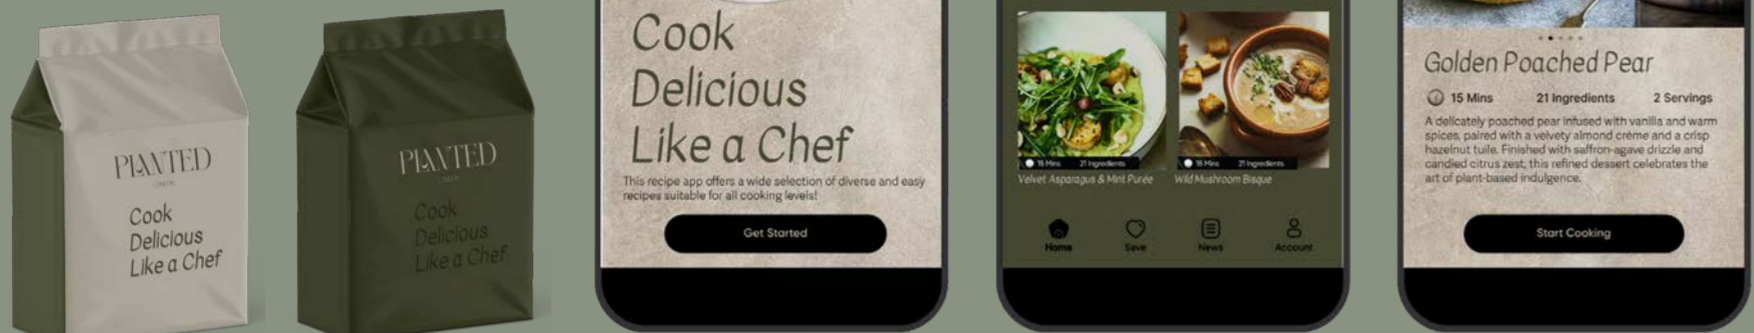 PLANTED
LONDON
Cook
Delicious
Like a Chef
PLANTED
LONDON
Cook
Delicious
Like a Chef
Cook
Delicious
Like a Chef
This recipe app offers a wide selection of diverse and easy
recipes suitable for all cooking levels!
Get Started
15 Mins 21 Ingredients
Velvet Asparagus & Mint Purée
15 Mins 21 Ingredients
Wild Mushroom Bisque
Home Save News Account
Golden Poached Pear
15 Mins 21 Ingredients 2 Servings
A delicately poached pear infused with vanilla and warm
spices, paired with a velvety almond crème and a crisp
hazelnut tuile. Finished with saffron-agave drizzle and
candied citrus zest, this refined dessert celebrates the
art of plant-based indulgence.
Start Cooking